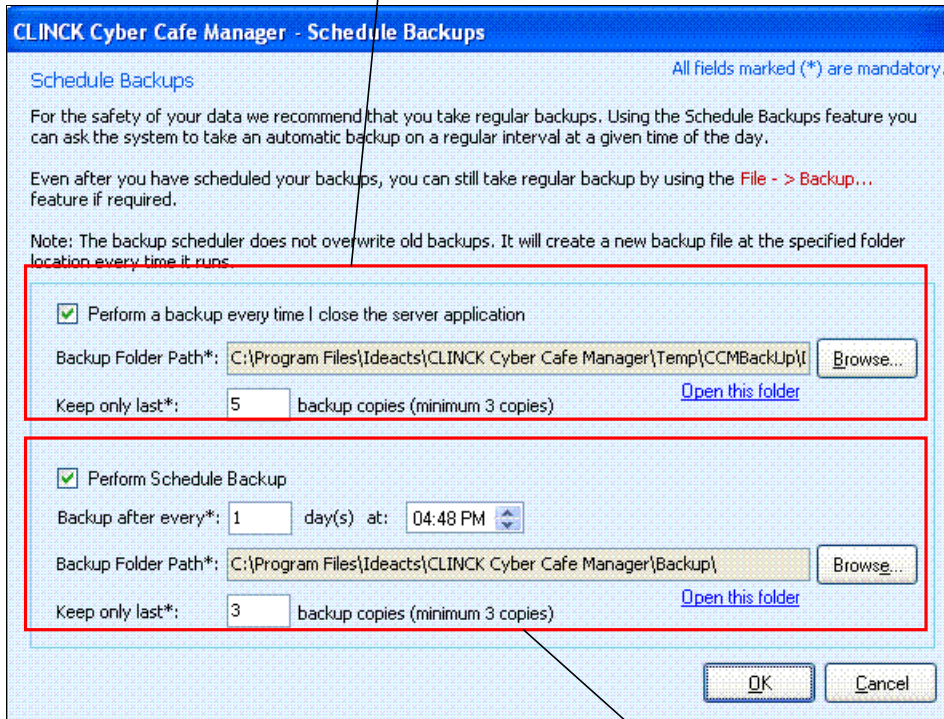 CLINCK Cyber Cafe Manager - Schedule Backups
Schedule Backups
All fields marked (*) are mandatory.
For the safety of your data we recommend that you take regular backups. Using the Schedule Backups feature you
can ask the system to take an automatic backup on a regular interval at a given time of the day.
Even after you have scheduled your backups, you can still take regular backup by using the File - > Backup...
feature if required.
Note: The backup scheduler does not overwrite old backups. It will create a new backup file at the specified folder
location every time it runs.
Perform a backup every time I close the server application
Backup Folder Path*: C:\Program Files\Ideacts\CLINCK Cyber Cafe Manager\Temp\CCMBackUp\ Browse...
Open this folder
Keep only last*: 5 backup copies (minimum 3 copies)
Perform Schedule Backup
Backup after every*: 1 day(s) at: 04:48 PM
Backup Folder Path*: C:\Program Files\Ideacts\CLINCK Cyber Cafe Manager\Backup\ Browse...
Open this folder
Keep only last*: 3 backup copies (minimum 3 copies)
OK Cancel